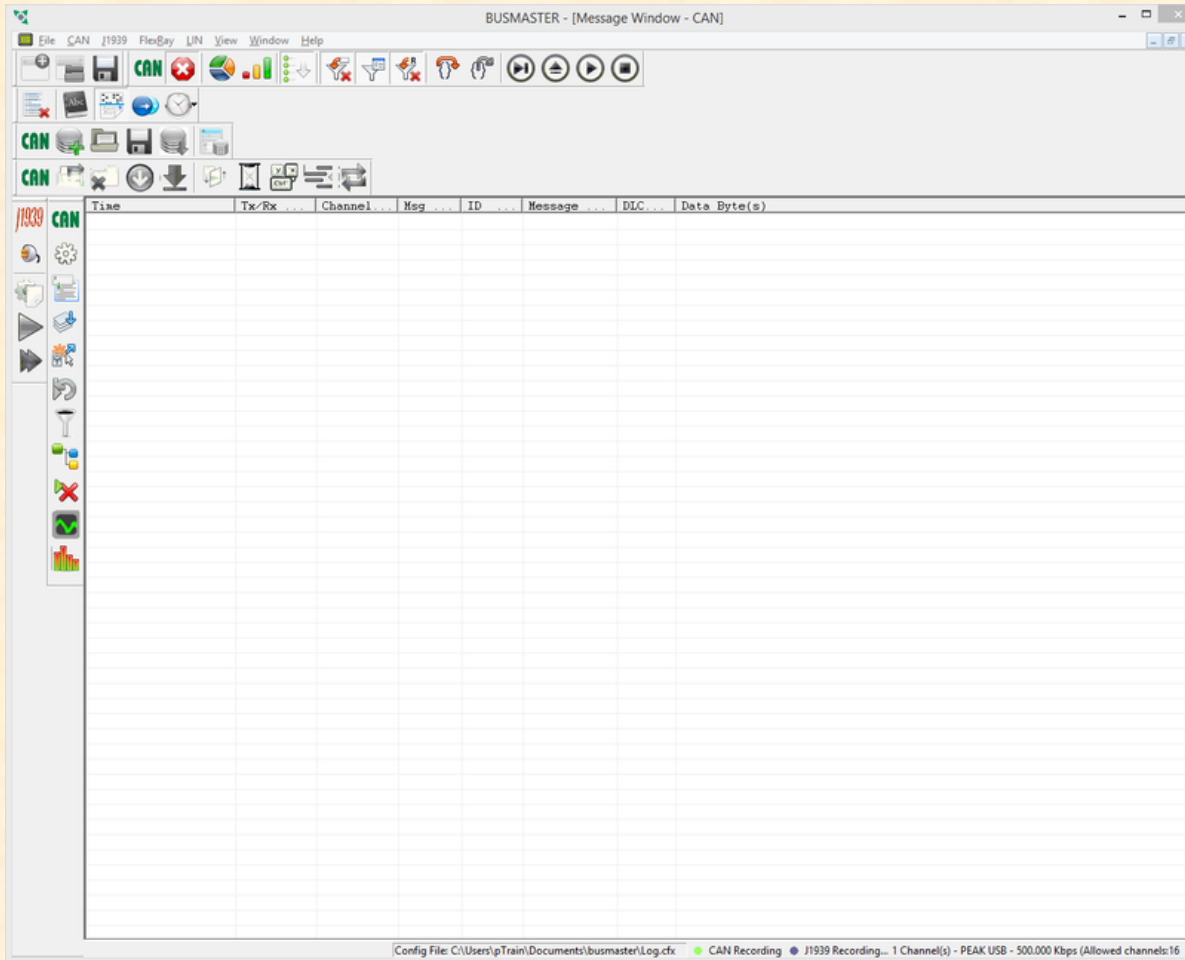 BUSMASTER - [Message Window - CAN]
File CAN J1939 FlexRay LIN View Window Help
CAN
Abc
CAN
CAN
Ctrl
J1939 CAN
Time Tx/Rx ... Channel... Msg ... ID ... Message ... DLC... Data Byte(s)
Config File: C:\Users\pTrain\Documents\busmaster\Log.cfx CAN Recording J1939 Recording... 1 Channel(s) - PEAK USB - 500.000 Kbps (Allowed channels:16